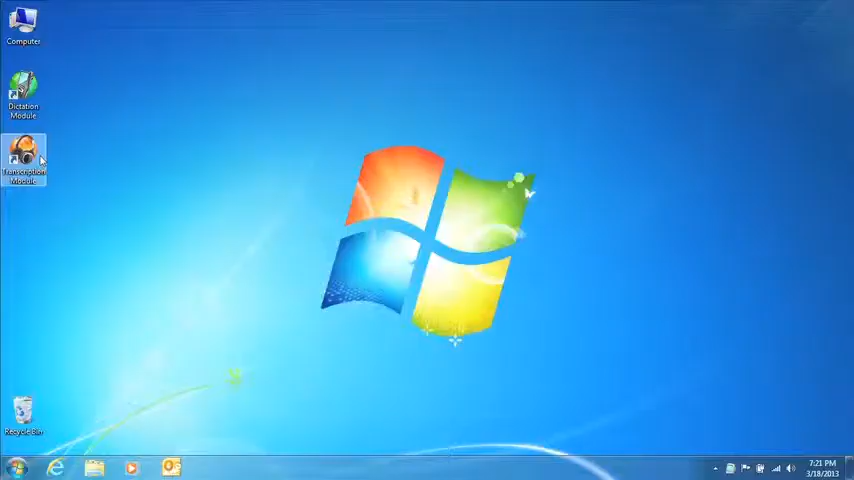 Computer
Dictation
Module
Transcription
Module
Recycle Bin
7:21 PM
3/18/2013